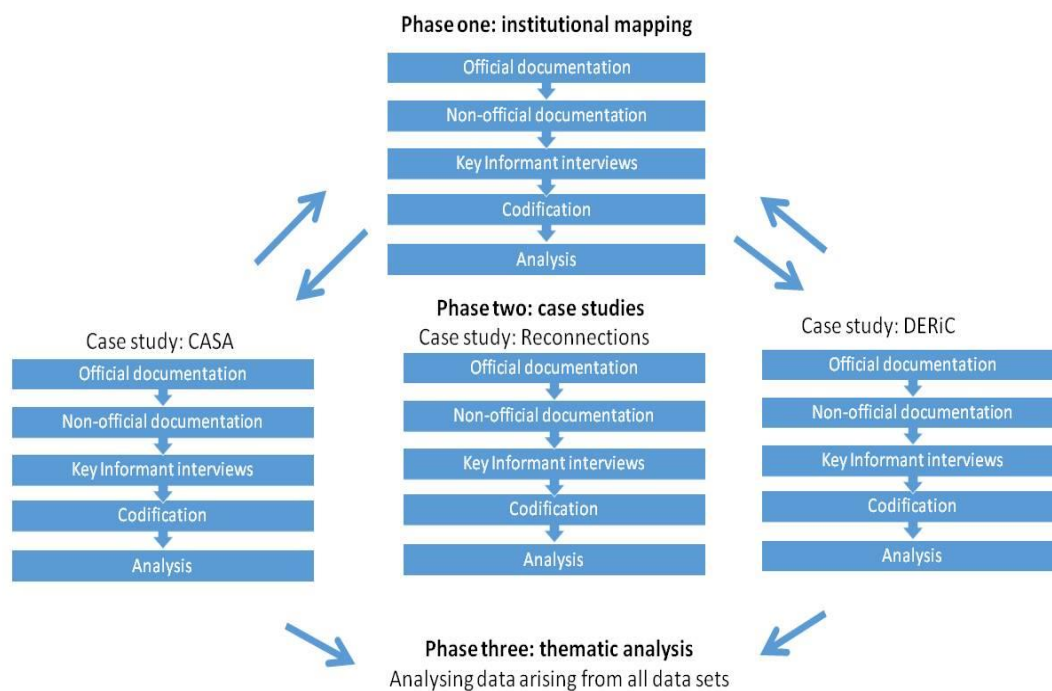 Phase one: institutional mapping
Official documentation
Non-official documentation
Key Informant interviews
Codification
Analysis
Phase two: case studies
Case study: CASA
Official documentation
Non-official documentation
Key Informant interviews
Codification
Analysis
Case study: Reconnections
Official documentation
Non-official documentation
Key Informant interviews
Codification
Analysis
Case study: DERiC
Official documentation
Non-official documentation
Key Informant interviews
Codification
Analysis
Phase three: thematic analysis
Analysing data arising from all data sets